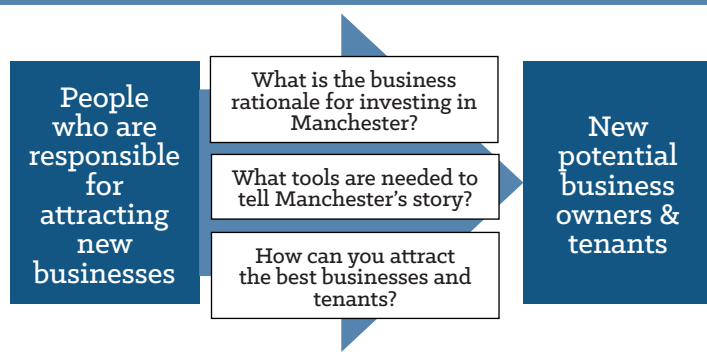 People
who are
responsible
for
attracting
new
businesses
What is the business
rationale for investing in
Manchester?
What tools are needed to
tell Manchester's story?
How can you attract
the best businesses and
tenants?
New
potential
business
owners &
tenants